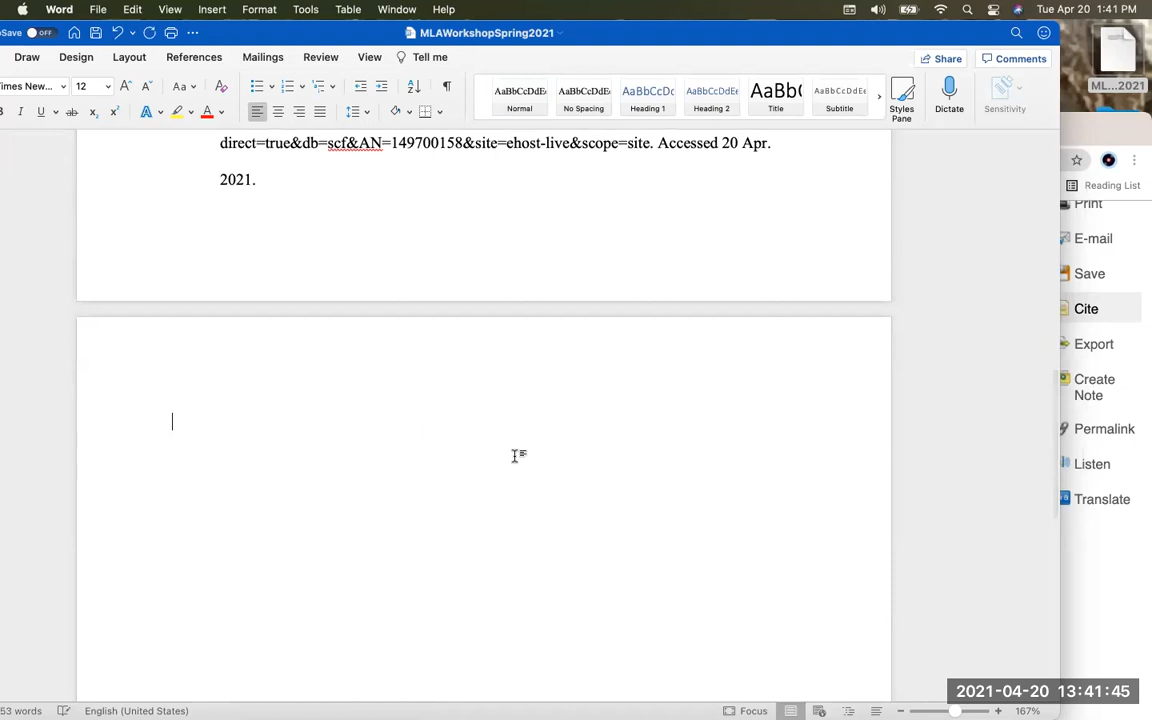 Word File Edit View Insert Format Tools Table Window Help Tue Apr 20 1:41 PM
Save OFF MLAWorkshopSpring2021
Draw Design Layout References Mailings Review View Tell me Share Comments
12 Aa
AaBbCcDdEe AaBbCcDdEe AaBbCcDc AaBbCcDdEe AaBb( AaBbCcDdEe
Normal No Spacing Heading 1 Heading 2 Title Subtitle
Styles Pane
Dictate
Sensitivity
ML...2021
direct=true&db=scf&AN=149700158&site=ehost-live&scope=site. Accessed 20 Apr.
2021.
Reading List
Print
E-mail
Save
Cite
Export
Create
Note
Permalink
Listen
Translate
2021-04-20 13:41:45
53 words English (United States) Focus 167%